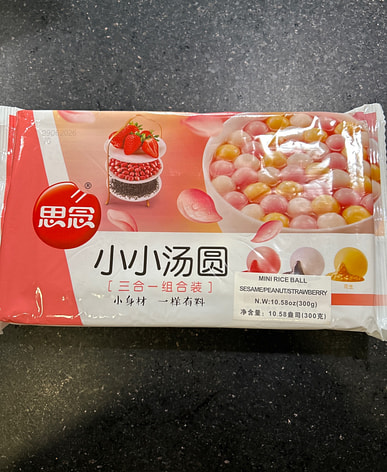 思念
®
小小汤圆
[三合一组合装]
小身材 一样有料
花生
MINI RICE BALL
SESAME/PEANUT/STRAWBERRY
N.W:10.58oz(300g)
净含量: 10.58盎司(300克)